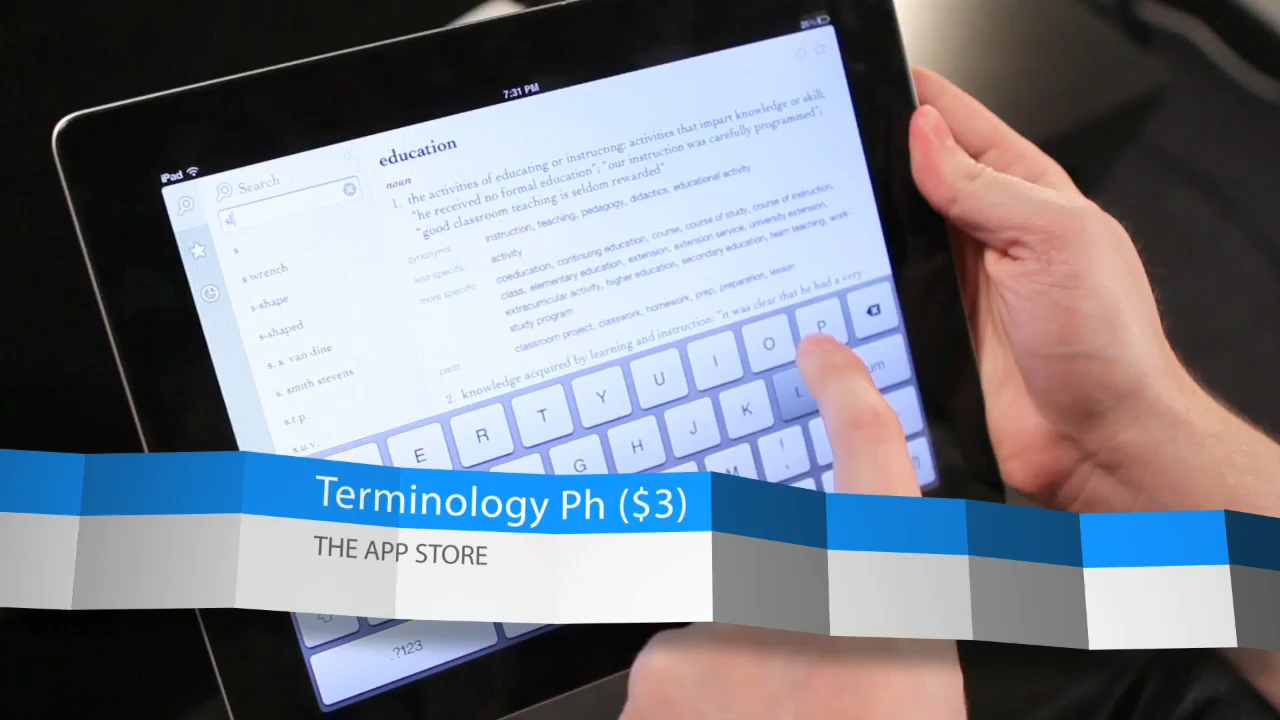 7:31 PM
iPad
Search
s
s wrench
s-shape
s-shaped
s. s. van dine
s. smith stevens
s.t.p.
s.u.v.
education
noun
1. the activities of educating or instructing; activities that impart knowledge or skill;
"he received no formal education"; "our instruction was carefully programmed";
"good classroom teaching is seldom rewarded"
synonyms instruction, teaching, pedagogy, didactics, educational activity
less specific activity
more specific coeducation, continuing education, course, course of study, course of instruction,
class, elementary education, extension, extension service, university extension,
extracurricular activity, higher education, secondary education, team teaching, work-
study program
parts classroom project, classwork, homework, prep, preparation, lesson
2. knowledge acquired by learning and instruction; "it was clear that he had a very
E R T Y U I O P
G H J K L
M !
.?123
Terminology Ph ($3)
THE APP STORE